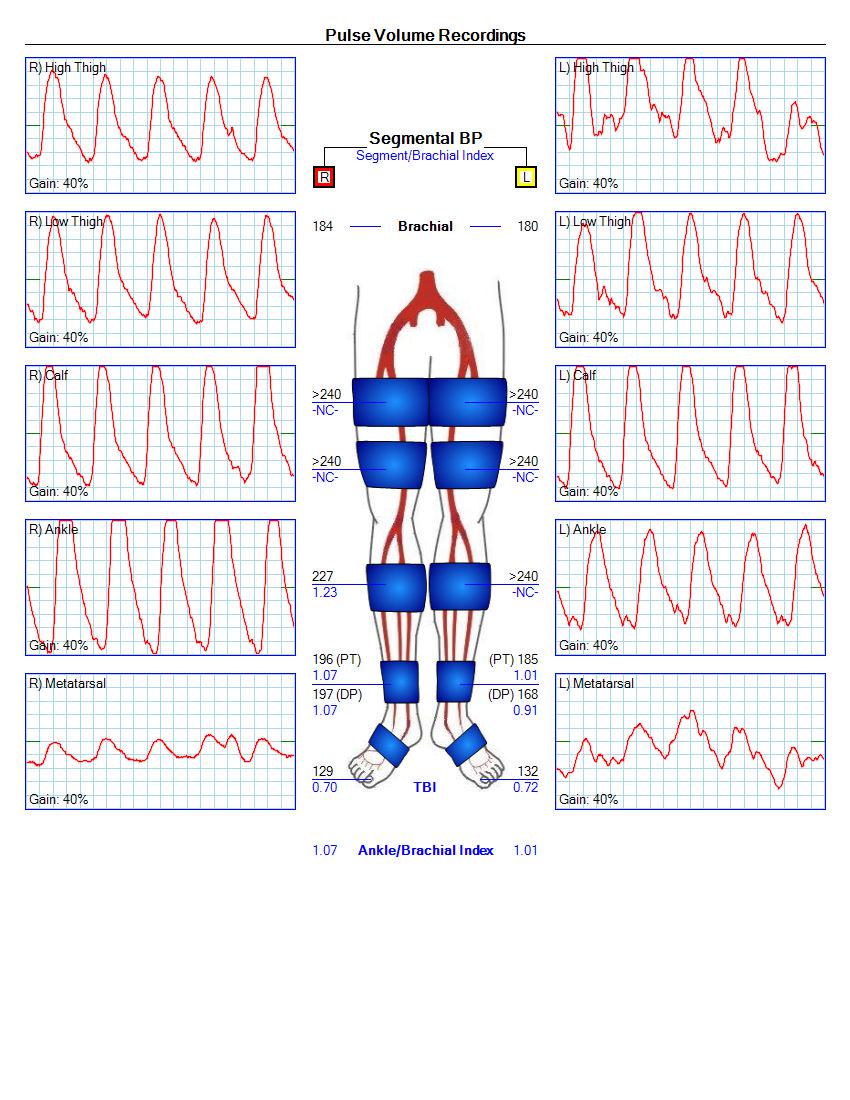 Pulse Volume Recordings
R) High Thigh
Gain: 40%
L) High Thigh
Gain: 40%
Segmental BP
Segment/Brachial Index
R
L
184 Brachial 180
R) Low Thigh
Gain: 40%
L) Low Thigh
Gain: 40%
R) Calf
Gain: 40%
L) Calf
Gain: 40%
>240 >240
-NC- -NC-
>240 >240
-NC- -NC-
R) Ankle
Gain: 40%
L) Ankle
Gain: 40%
227 >240
1.23 -NC-
196 (PT) (PT) 185
1.07 1.01
197 (DP) (DP) 168
1.07 0.91
R) Metatarsal
Gain: 40%
L) Metatarsal
Gain: 40%
129 132
0.70 TBI 0.72
1.07 Ankle/Brachial Index 1.01